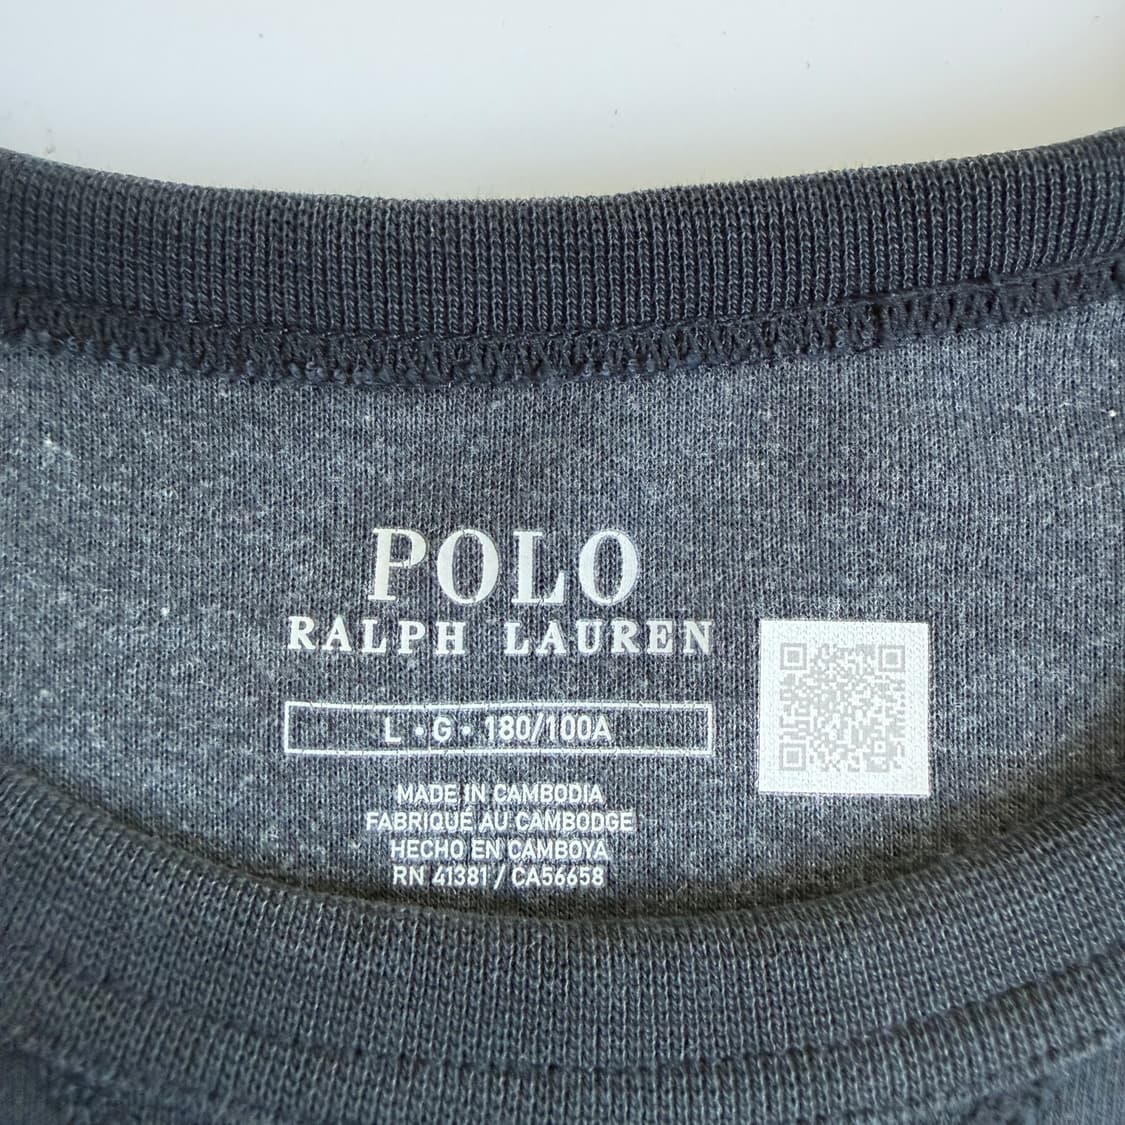 POLO
RALPH LAUREN
L • G • 180/100A
MADE IN CAMBODIA
FABRIQUÉ AU CAMBODGE
HECHO EN CAMBOYA
RN 41381 / CA56658